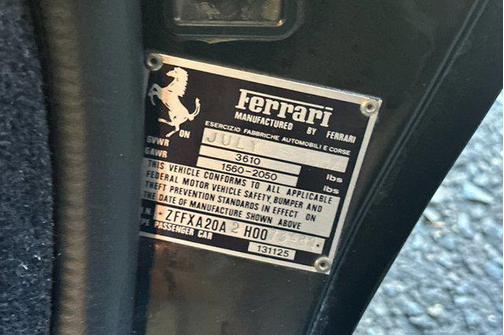 Ferrari
MANUFACTURED BY FERRARI
ESERCIZIO FABBRICHE AUTOMOBILI E CORSE
ON JULY
GVWR 3610 lbs
GAWR 1560-2050 lbs
THIS VEHICLE CONFORMS TO ALL APPLICABLE
FEDERAL MOTOR VEHICLE SAFETY, BUMPER AND
THEFT PREVENTION STANDARDS IN EFFECT ON
THE DATE OF MANUFACTURE SHOWN ABOVE
ZFFXA20A2H00
PASSENGER CAR 131125